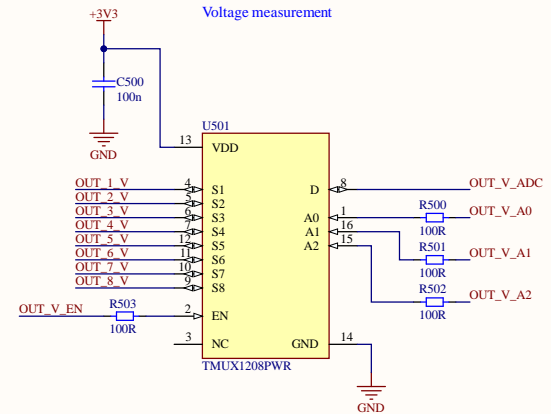 Voltage measurement
+3V3
C500
100n
GND
U501
13 VDD
OUT_1_V 4 S1
OUT_2_V 5 S2
OUT_3_V 6 S3
OUT_4_V 7 S4
OUT_5_V 12 S5
OUT_6_V 11 S6
OUT_7_V 10 S7
OUT_8_V 9 S8
OUT_V_EN R503 2 EN
100R
3 NC
D 8 OUT_V_ADC
A0 1 R500 OUT_V_A0
100R
A1 16 R501 OUT_V_A1
100R
A2 15 R502 OUT_V_A2
100R
GND 14
TMUX1208PWR
GND